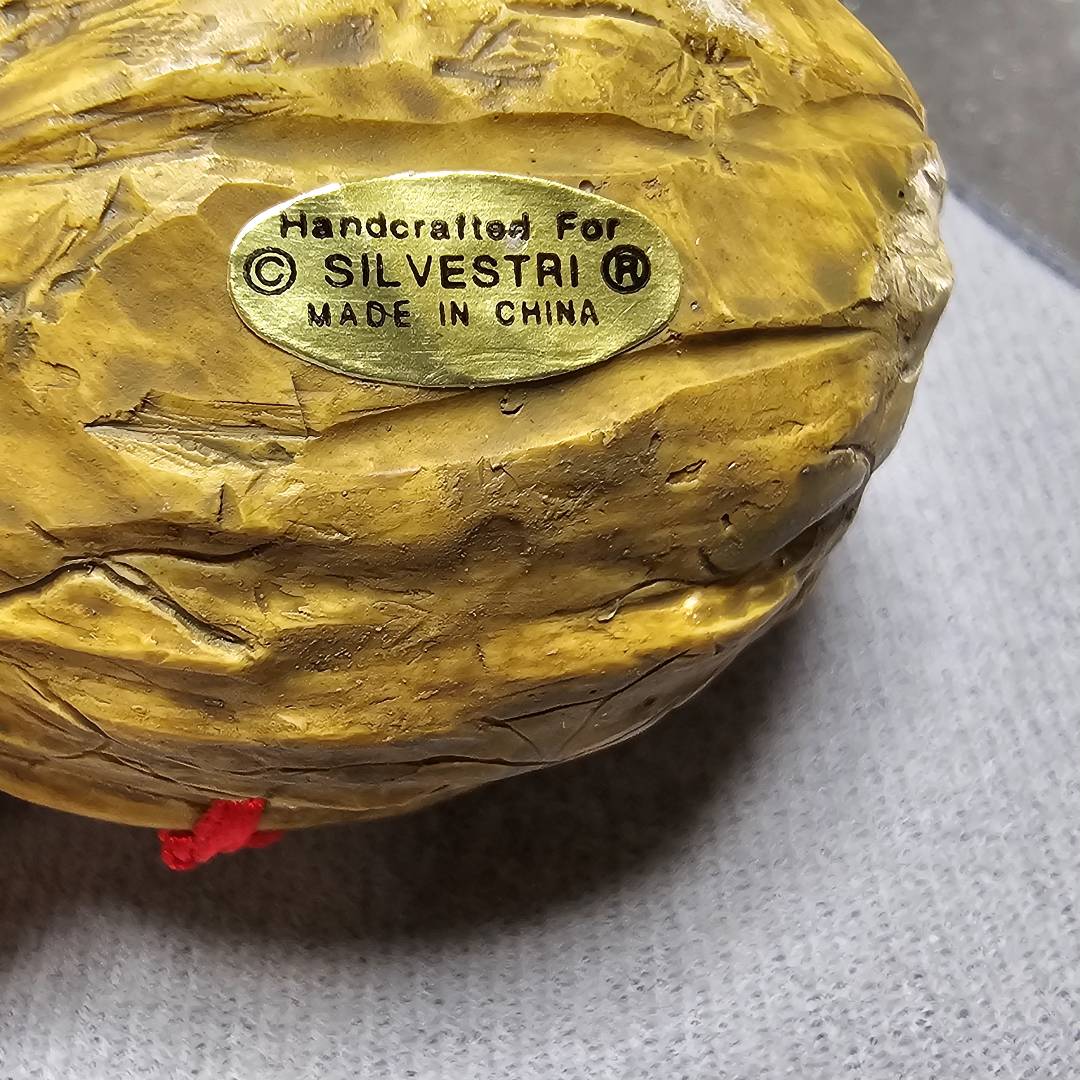 Handcrafted For
© SILVESTRI ®
MADE IN CHINA